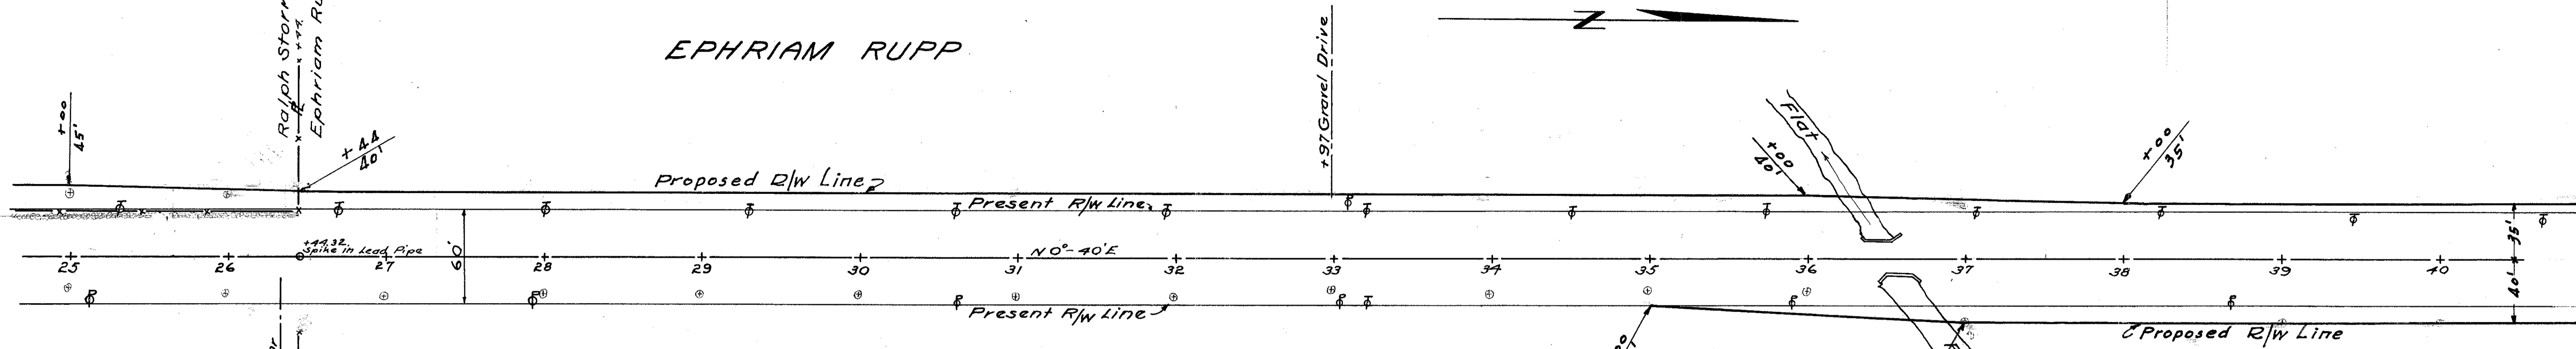 EPHRIAM RUPP
N
Ralph Storr
+44.
Ephriam Ru
+97 Gravel Drive
+00
45'
+44
40'
Flat
+00
40'
+00
35'
Proposed R/W Line
Present R/W Line
+44.32
Spike in Lead Pipe
60'
N 0°-40'E
35'
25 26 27 28 29 30 31 32 33 34 35 36 37 38 39 40
40'
Present R/W Line
Proposed R/W Line